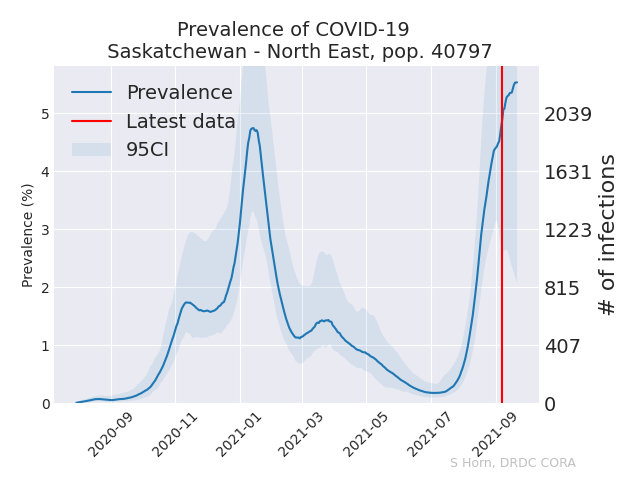 Prevalence of COVID-19
Saskatchewan - North East, pop. 40797
Prevalence
Latest data
95CI
Prevalence (%)
5
4
3
2
1
0
2039
1631
1223
815
407
0
# of infections
2020-09
2020-11
2021-01
2021-03
2021-05
2021-07
2021-09
S Horn, DRDC CORA